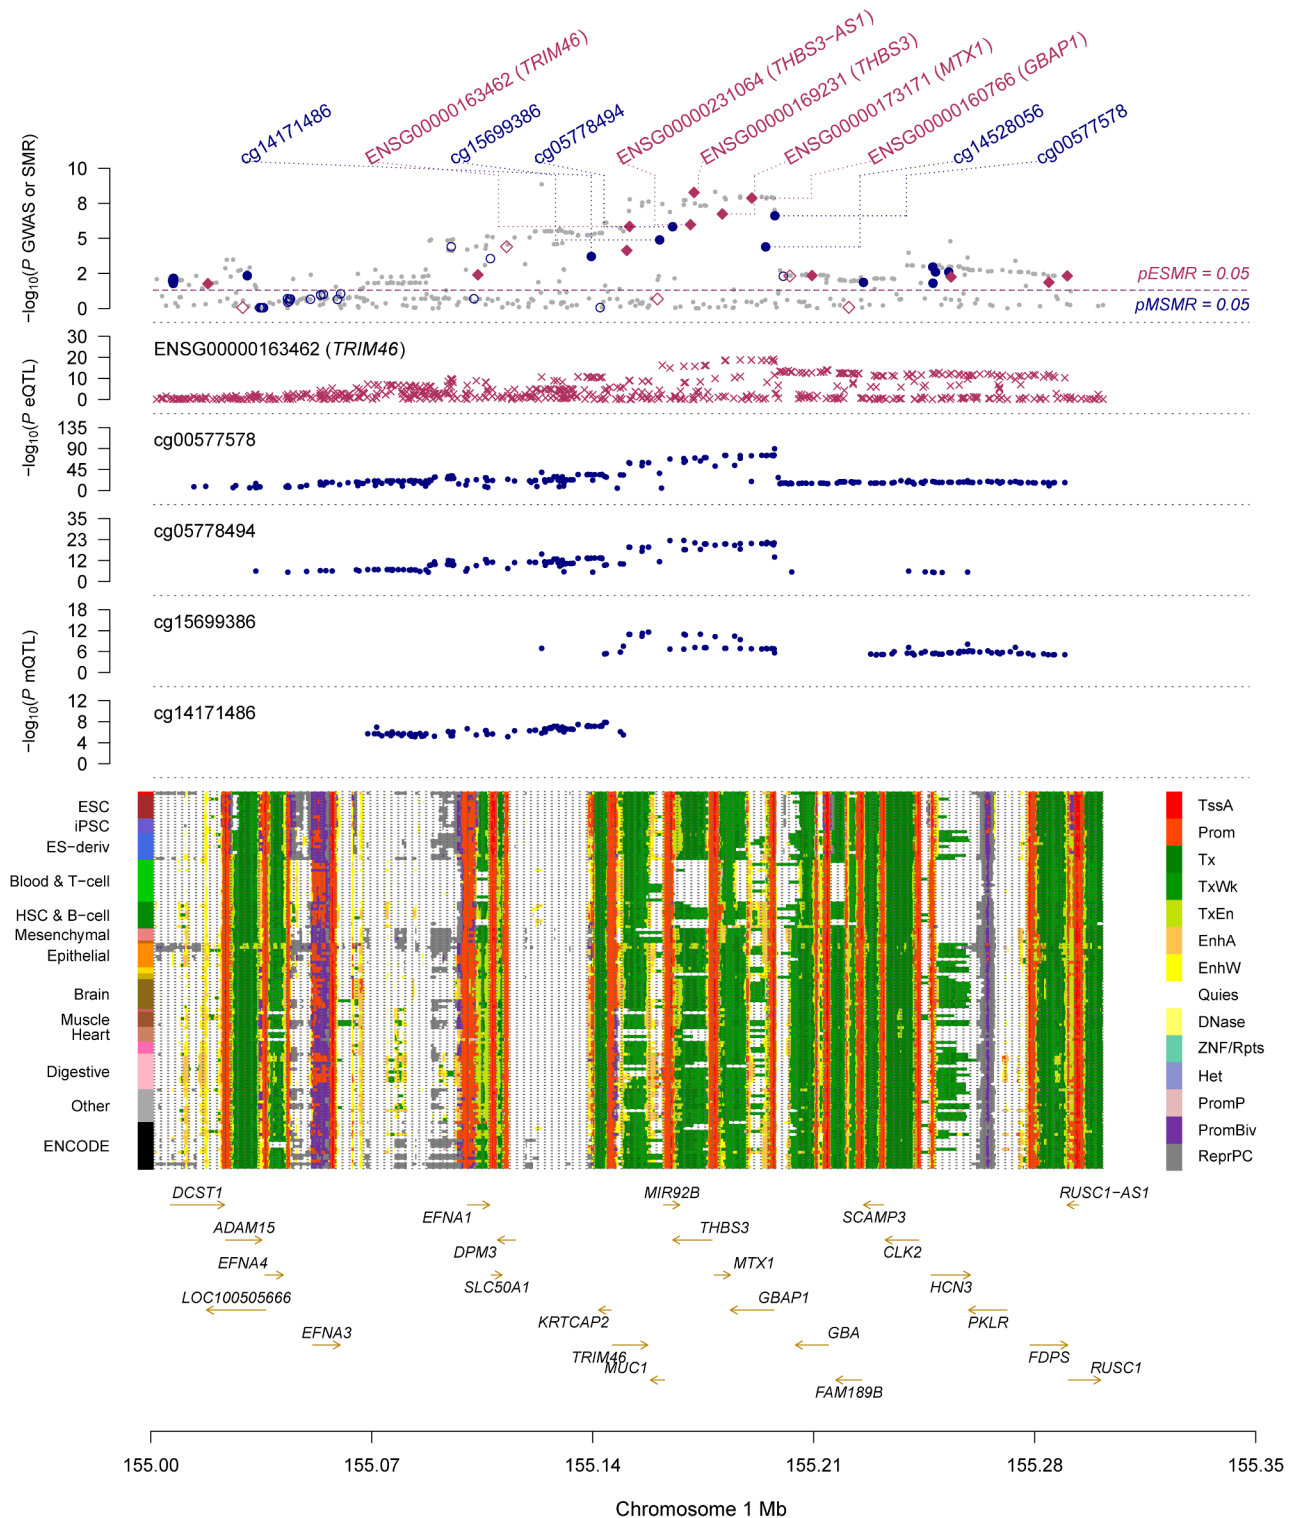 ENSG00000163462 (TRIM46)
ENSG00000231064 (THBS3−AS1)
ENSG00000169231 (THBS3)
ENSG00000173171 (MTX1)
ENSG00000160766 (GBAP1)
cg14171486
cg15699386
cg05778494
cg14528056
cg00577578
−log10(P GWAS or SMR)
10
8
5
2
0
pESMR = 0.05
pMSMR = 0.05
−log10(P eQTL)
30
20
10
0
ENSG00000163462 (TRIM46)
135
90
45
0
cg00577578
35
23
12
0
cg05778494
−log10(P mQTL)
18
12
6
0
cg15699386
12
8
4
0
cg14171486
ESC
iPSC
ES−deriv
Blood & T−cell
HSC & B−cell
Mesenchymal
Epithelial
Brain
Muscle
Heart
Digestive
Other
ENCODE
TssA
Prom
Tx
TxWk
TxEn
EnhA
EnhW
Quies
DNase
ZNF/Rpts
Het
PromP
PromBiv
ReprPC
DCST1 MIR92B RUSC1−AS1
ADAM15 EFNA1 THBS3 SCAMP3
EFNA4 DPM3 MTX1 CLK2
LOC100505666 SLC50A1 GBAP1 HCN3
EFNA3 KRTCAP2 GBA PKLR
TRIM46 FDPS
MUC1 FAM189B RUSC1
155.00 155.07 155.14 155.21 155.28 155.35
Chromosome 1 Mb